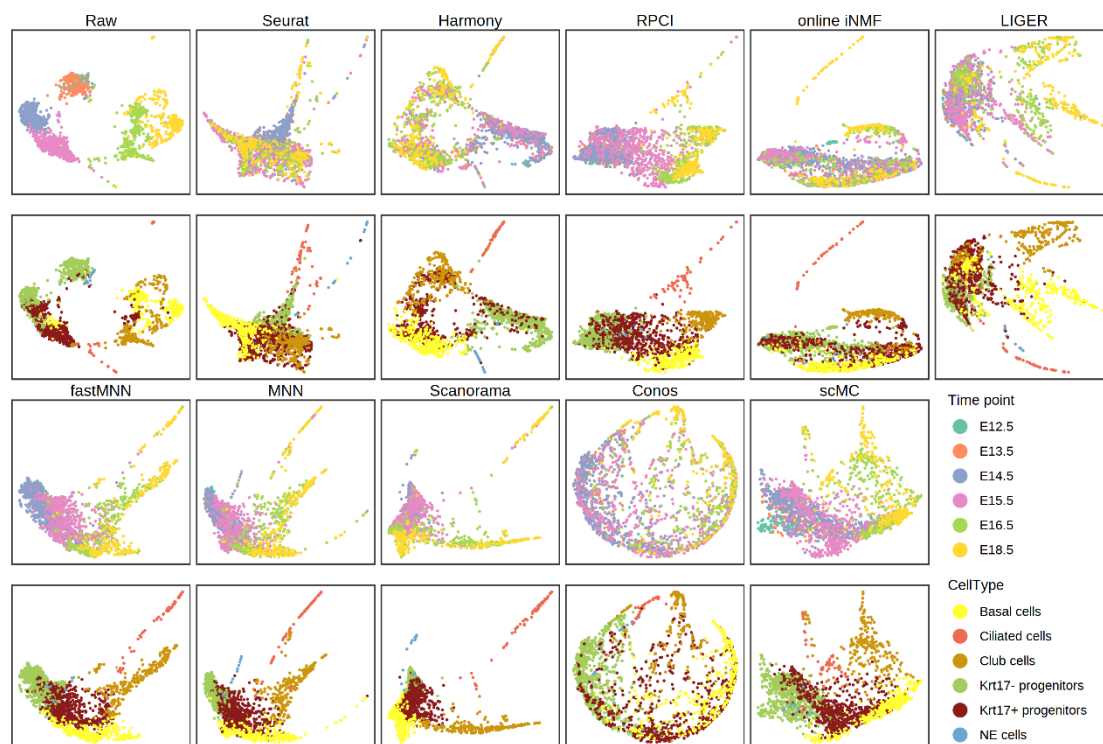 Raw
Seurat
Harmony
RPCI
online iNMF
LIGER
fastMNN
MNN
Scanorama
Conos
scMC
Time point
E12.5
E13.5
E14.5
E15.5
E16.5
E18.5
CellType
Basal cells
Ciliated cells
Club cells
Krt17- progenitors
Krt17+ progenitors
NE cells